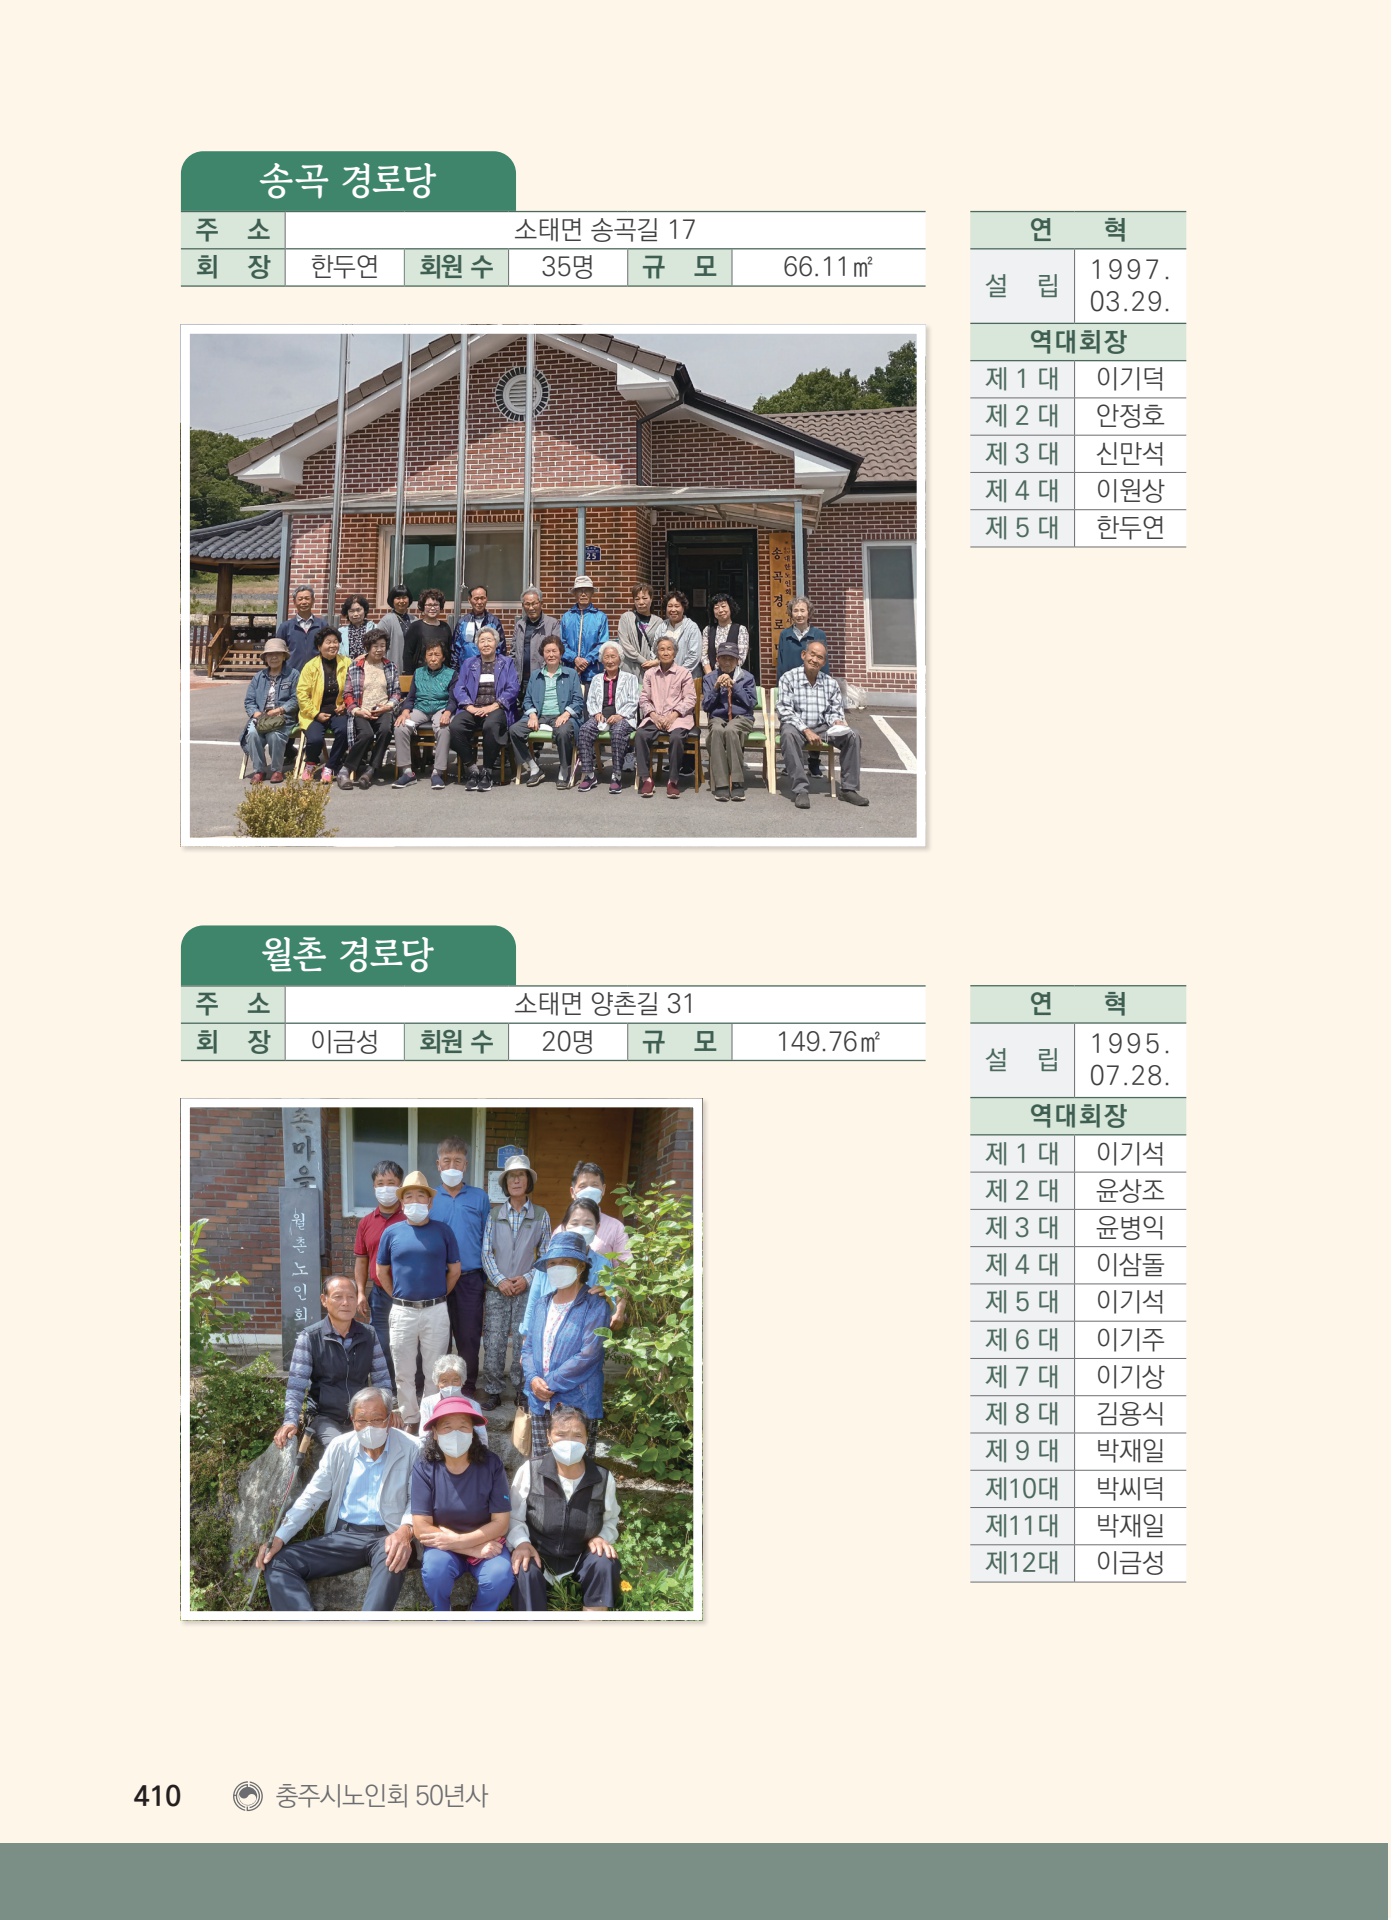 송곡 경로당
주 소 소태면 송곡길 17
회 장 한두연 회원 수 35명 규 모 66.11㎡
연 혁
설 립 1997. 03.29.
역대회장
제 1 대 이기덕
제 2 대 안정호
제 3 대 신만석
제 4 대 이원상
제 5 대 한두연
25
대한노인회
송곡경로
월촌 경로당
주 소 소태면 양촌길 31
회 장 이금성 회원 수 20명 규 모 149.76㎡
연 혁
설 립 1995. 07.28.
역대회장
제 1 대 이기석
제 2 대 윤상조
제 3 대 윤병익
제 4 대 이삼돌
제 5 대 이기석
제 6 대 이기주
제 7 대 이기상
제 8 대 김용식
제 9 대 박재일
제10대 박씨덕
제11대 박재일
제12대 이금성
촌마을
월촌노인회
410 충주시노인회 50년사